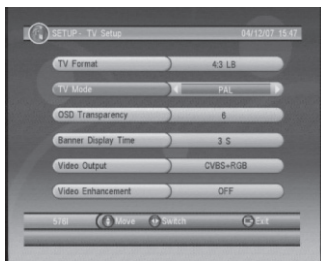 SETUP - TV Setup 04/12/07 15:47
TV Format 4:3 LB
TV Mode PAL
OSD Transparency 6
Banner Display Time 3 S
Video Output CVBS+RGB
Video Enhancement OFF
Move Switch Exit